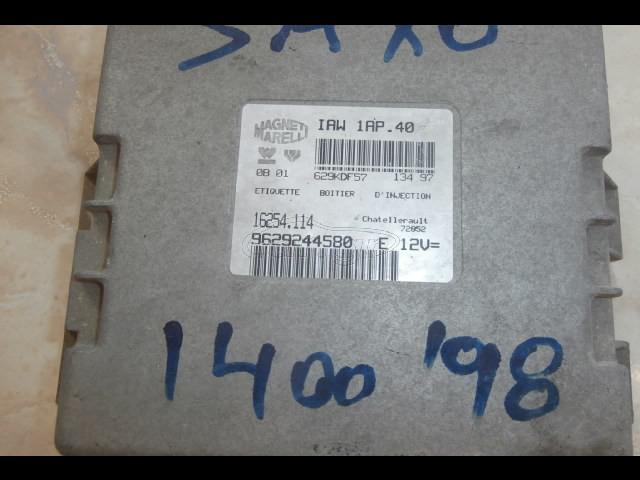 SAXO
MAGNETI
MARELLI
IAW 1AP.40
08 01
629KDF57 134 97
ETIQUETTE BOITIER D'INJECTION
16254.114
Chatellerault
72852
9629244580 E 12V=
1400 '98